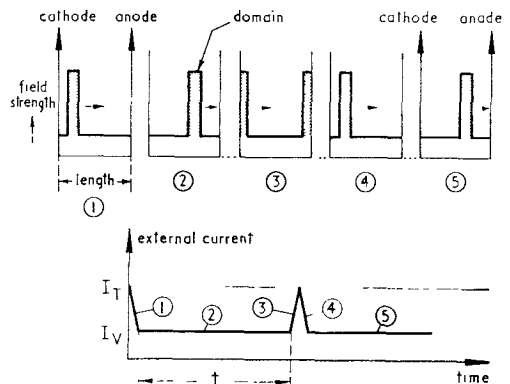 cathode anode domain cathode anode
field
strength
length
① ② ③ ④ ⑤
external current
I_T
① ② ③ ④ ⑤
I_V
t time